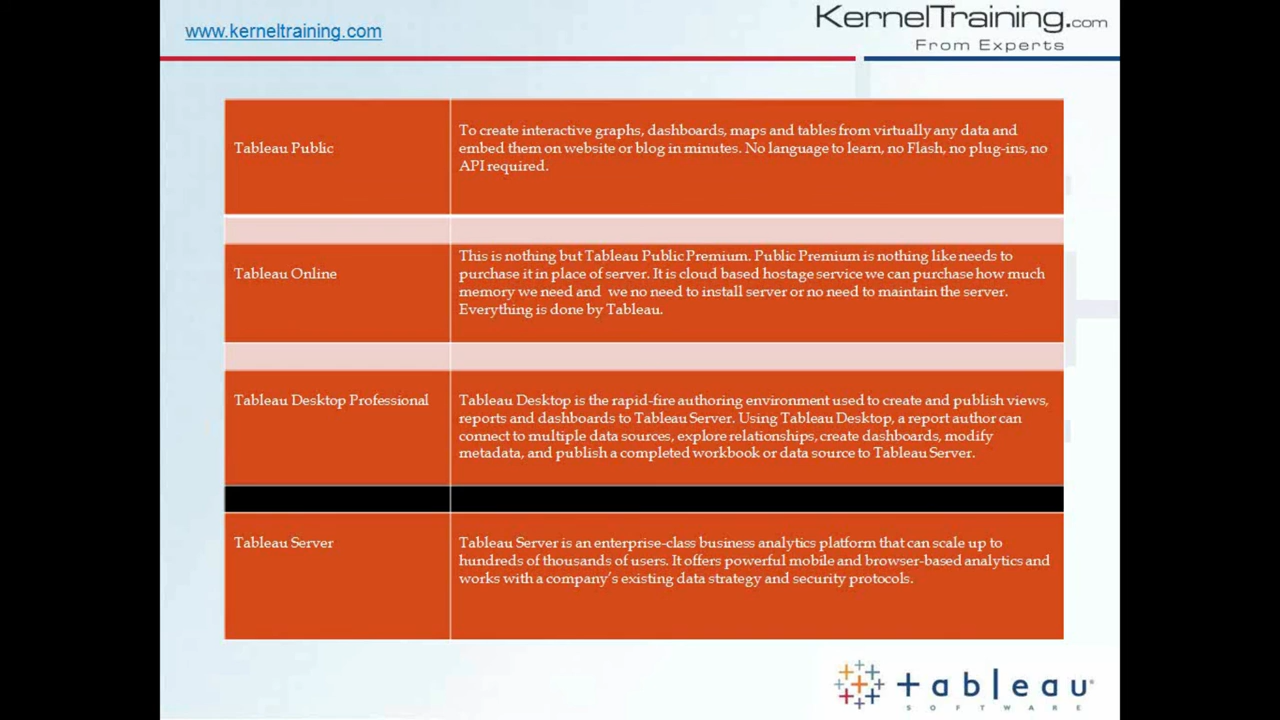 www.kerneltraining.com
KernelTraining.com
From Experts
Tableau Public
To create interactive graphs, dashboards, maps and tables from virtually any data and
embed them on website or blog in minutes. No language to learn, no Flash, no plug-ins, no
API required.
Tableau Online
This is nothing but Tableau Public Premium. Public Premium is nothing like needs to
purchase it in place of server. It is cloud based hostage service we can purchase how much
memory we need and we no need to install server or no need to maintain the server.
Everything is done by Tableau.
Tableau Desktop Professional
Tableau Desktop is the rapid-fire authoring environment used to create and publish views,
reports and dashboards to Tableau Server. Using Tableau Desktop, a report author can
connect to multiple data sources, explore relationships, create dashboards, modify
metadata, and publish a completed workbook or data source to Tableau Server.
Tableau Server
Tableau Server is an enterprise-class business analytics platform that can scale up to
hundreds of thousands of users. It offers powerful mobile and browser-based analytics and
works with a company's existing data strategy and security protocols.
+ableau®
SOFTWARE